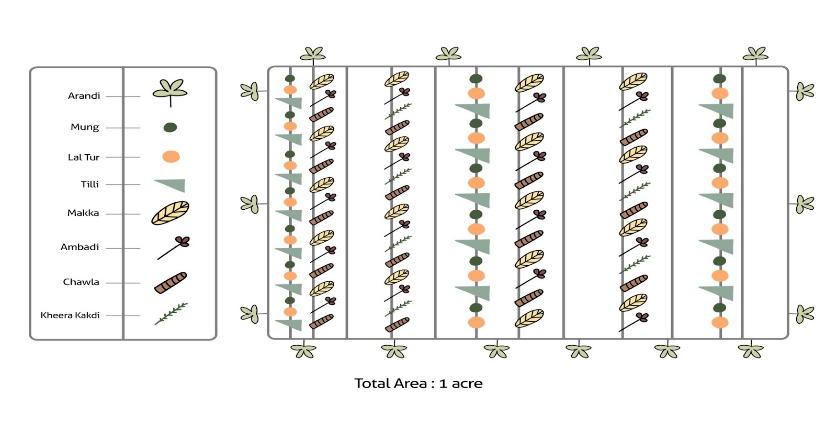 Arandi
Mung
Lal Tur
Tilli
Makka
Ambadi
Chawla
Kheera Kakdi
Total Area : 1 acre